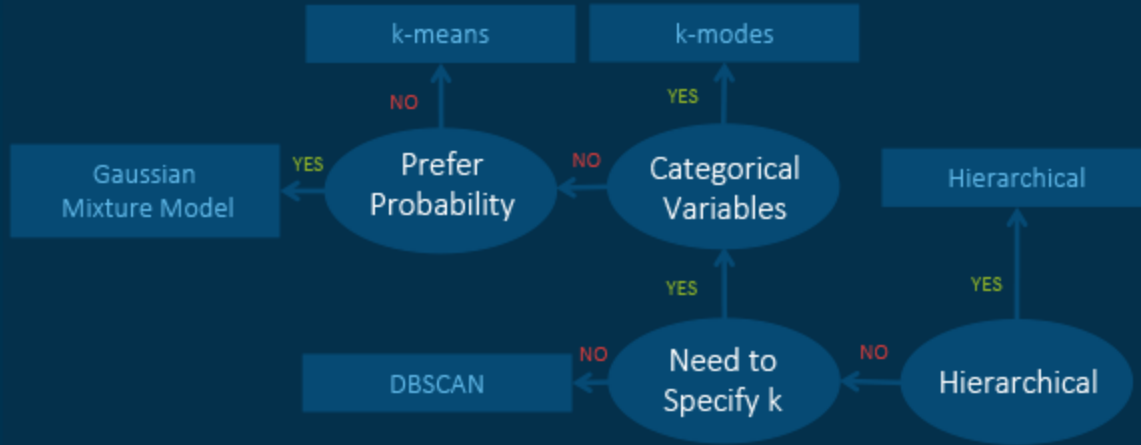 k-means
k-modes
NO
YES
Gaussian
Mixture Model
YES
Prefer
Probability
NO
Categorical
Variables
Hierarchical
YES
YES
DBSCAN
NO
Need to
Specify k
NO
Hierarchical